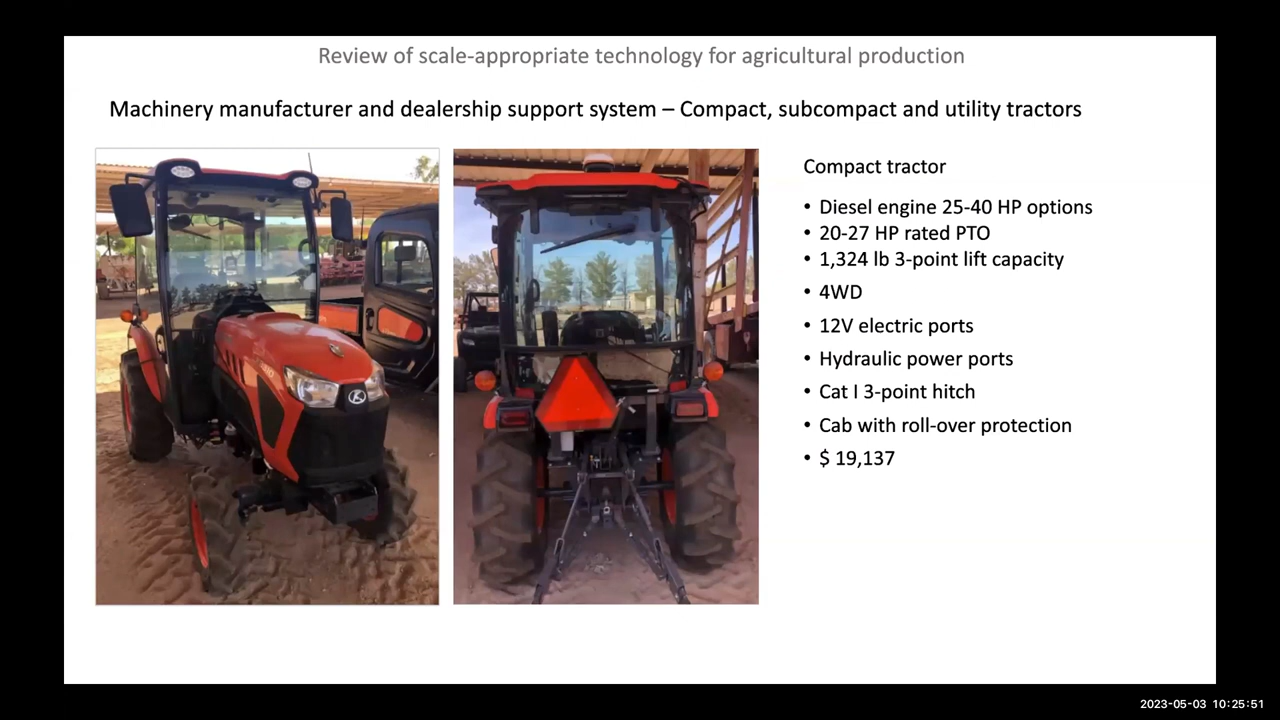 Review of scale-appropriate technology for agricultural production
Machinery manufacturer and dealership support system – Compact, subcompact and utility tractors
Compact tractor
• Diesel engine 25-40 HP options
• 20-27 HP rated PTO
• 1,324 lb 3-point lift capacity
• 4WD
• 12V electric ports
• Hydraulic power ports
• Cat I 3-point hitch
• Cab with roll-over protection
• $ 19,137
2023-05-03 10:25:51